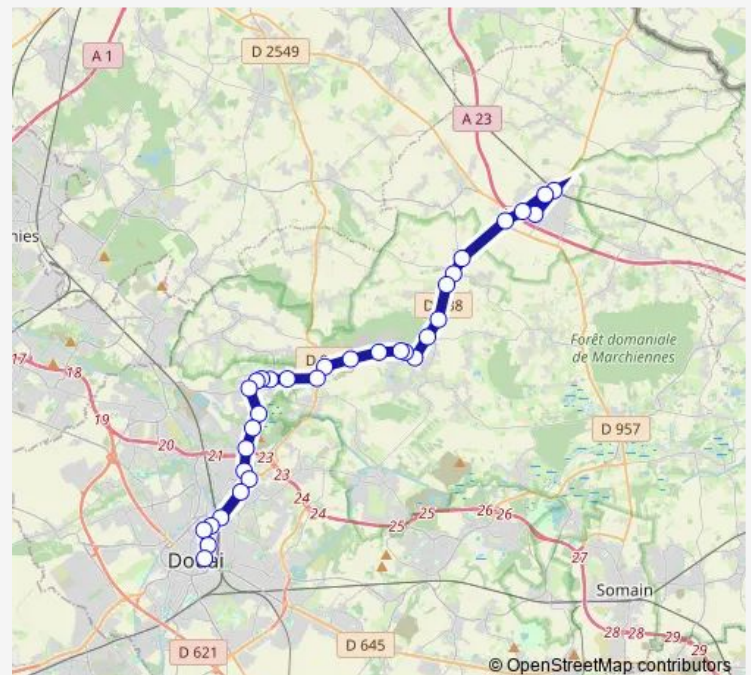 A 1
D 2549
A 23
nies
D 38
D
17
18
Forêt domaniale
de Marchiennes
19
20
21
23
D 957
23
24
24
25
25
26
26
27
Douai
Somain
28
28
29
29
D 621
D 645
© OpenStreetMap contributors